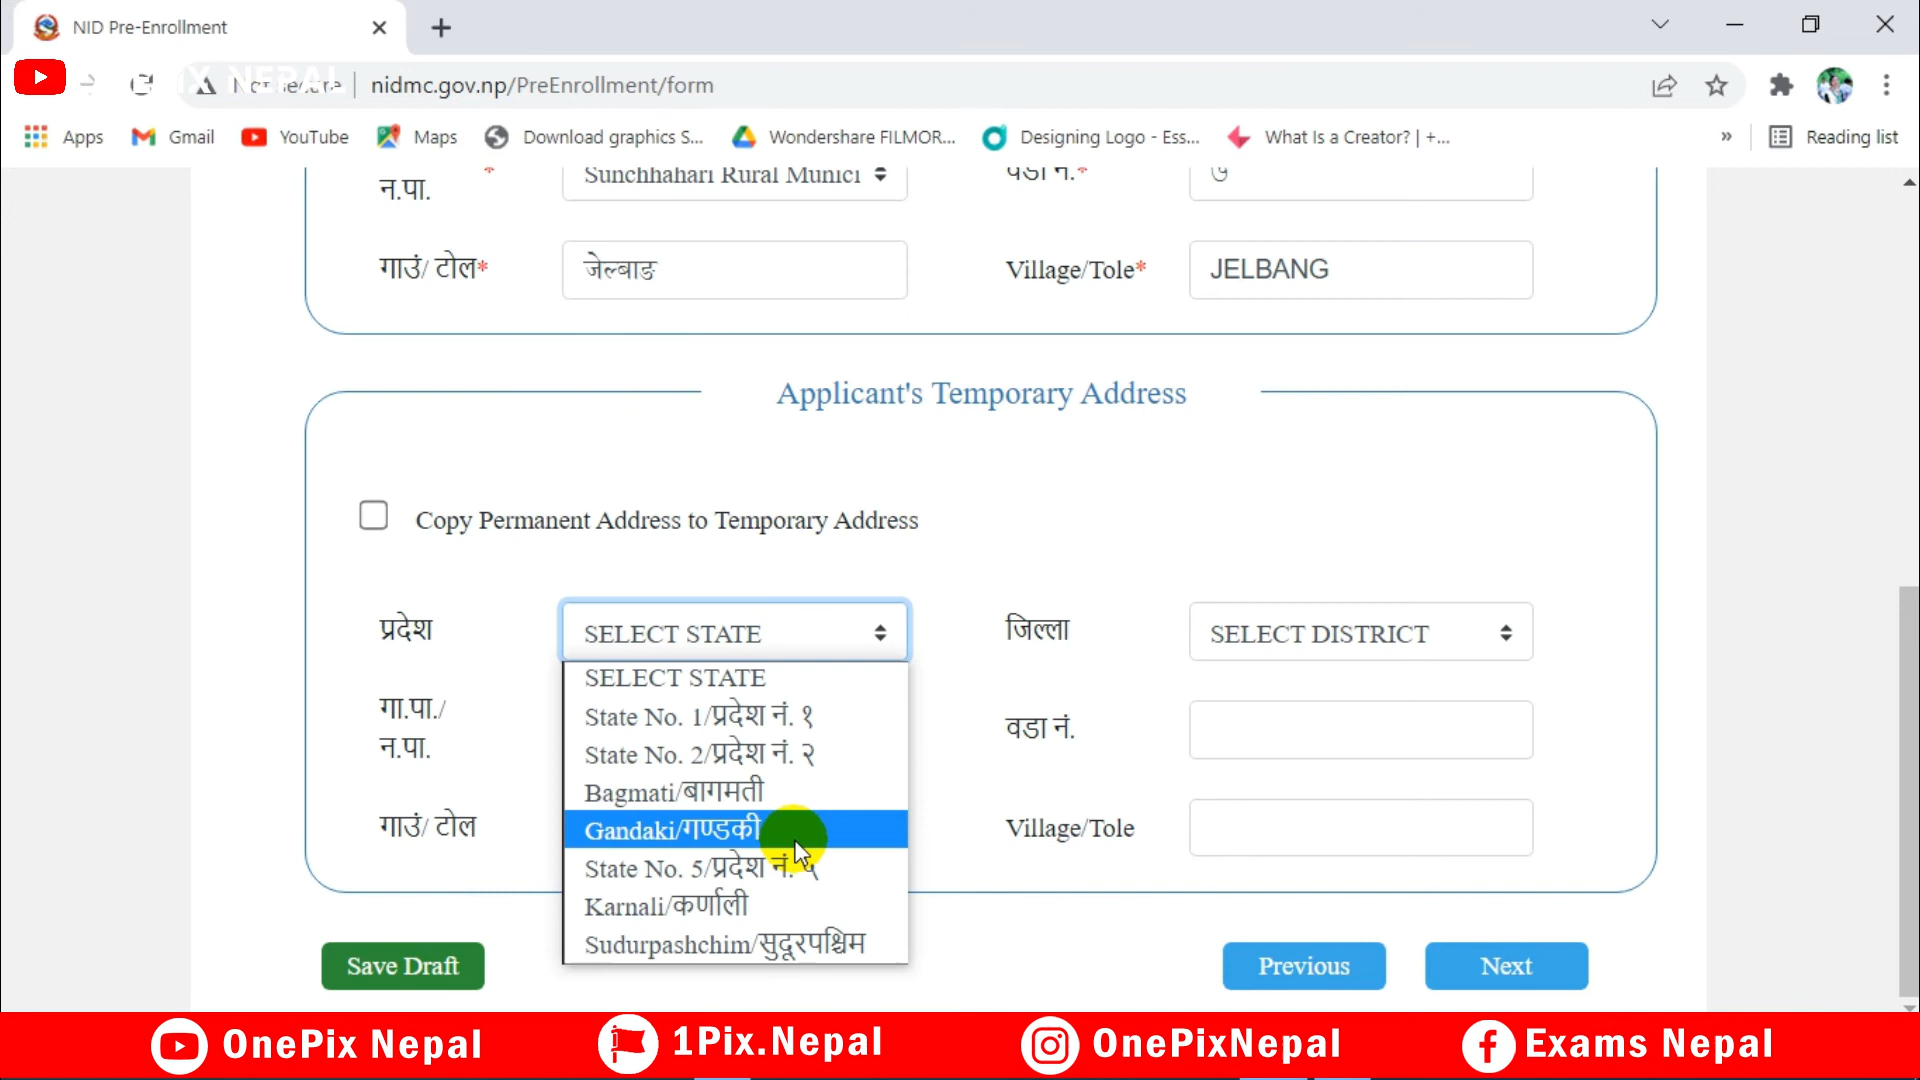 NID Pre-Enrollment
nidmc.gov.np/PreEnrollment/form
Apps Gmail YouTube Maps Download graphics S... Wondershare FILMOR... Designing Logo - Ess... What Is a Creator? | +... » Reading list
न.पा. * Sunchhahari Rural Munici वडा नं.*
गाउं/ टोल* जेल्बाङ Village/Tole* JELBANG
Applicant's Temporary Address
Copy Permanent Address to Temporary Address
प्रदेश SELECT STATE जिल्ला SELECT DISTRICT
SELECT STATE
गा.पा./
न.पा.
State No. 1/प्रदेश नं. १
State No. 2/प्रदेश नं. २
वडा नं.
Bagmati/बागमती
Gandaki/गण्डकी
गाउं/ टोल
Village/Tole
State No. 5/प्रदेश नं. ५
Karnali/कर्णाली
Sudurpashchim/सुदूरपश्चिम
Save Draft Previous Next
OnePix Nepal 1Pix.Nepal OnePixNepal Exams Nepal